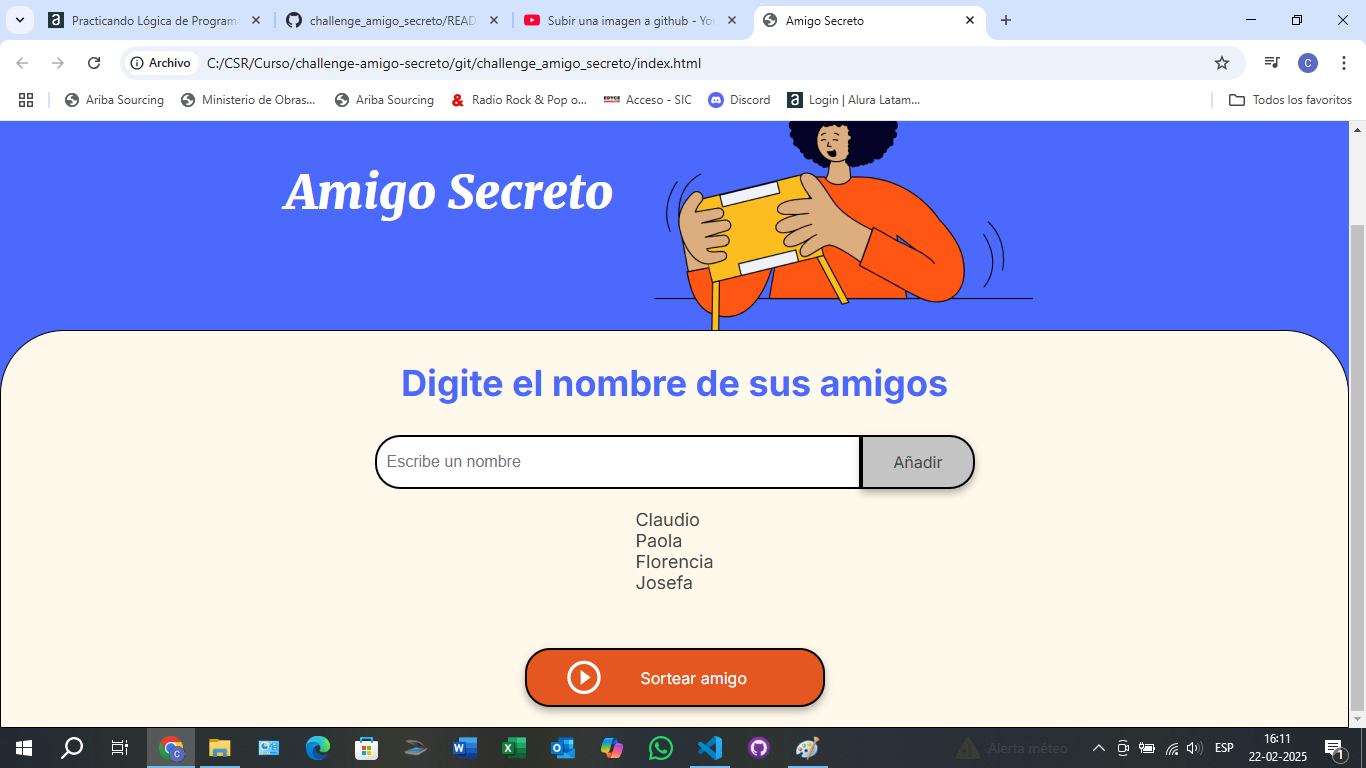 Practicando Lógica de Programa
challenge_amigo_secreto/READ
Subir una imagen a github - Yo
Amigo Secreto
Archivo
C:/CSR/Curso/challenge-amigo-secreto/git/challenge_amigo_secreto/index.html
C
Ariba Sourcing
Ministerio de Obras...
Ariba Sourcing
Radio Rock & Pop o...
Acceso - SIC
Discord
Login | Alura Latam...
Todos los favoritos
Amigo Secreto
Digite el nombre de sus amigos
Escribe un nombre
Añadir
Claudio
Paola
Florencia
Josefa
Sortear amigo
Alerta méteo
ESP
16:11
22-02-2025
1